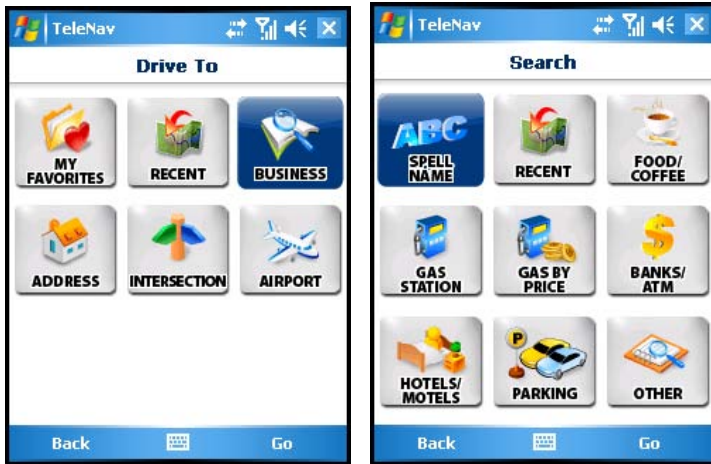 TeleNav
Drive To
MY
FAVORITES
RECENT
BUSINESS
ADDRESS
INTERSECTION
AIRPORT
Back
Go
TeleNav
Search
ABC
SPELL
NAME
RECENT
FOOD/
COFFEE
GAS
STATION
GAS BY
PRICE
$
BANKS/
ATM
HOTELS/
MOTELS
P
PARKING
OTHER
Back
Go